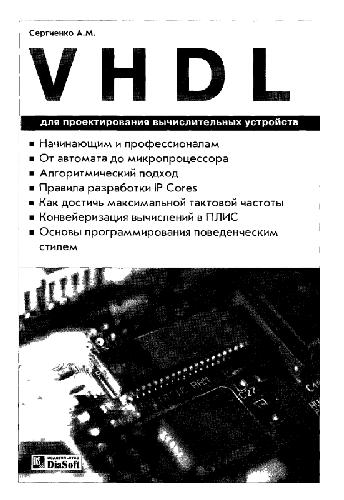 Сергиенко А.М.
VHDL
для проектирования вычислительных устройств
Начинающим и профессионалам
От автомата до микропроцессора
Алгоритмический подход
Правила разработки IP Cores
Как достичь максимальной тактовой частоты
Конвейеризация вычислений в ПЛИС
Основы программирования поведенческим
стилем
DiaSoft